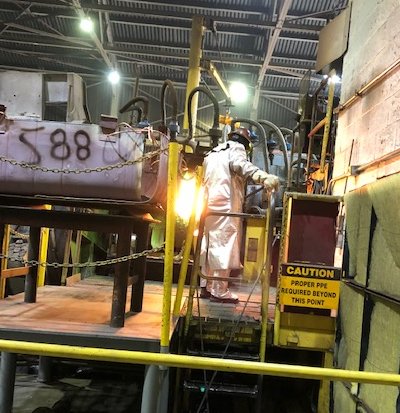 588
CAUTION
PROPER PPE
REQUIRED BEYOND
THIS POINT